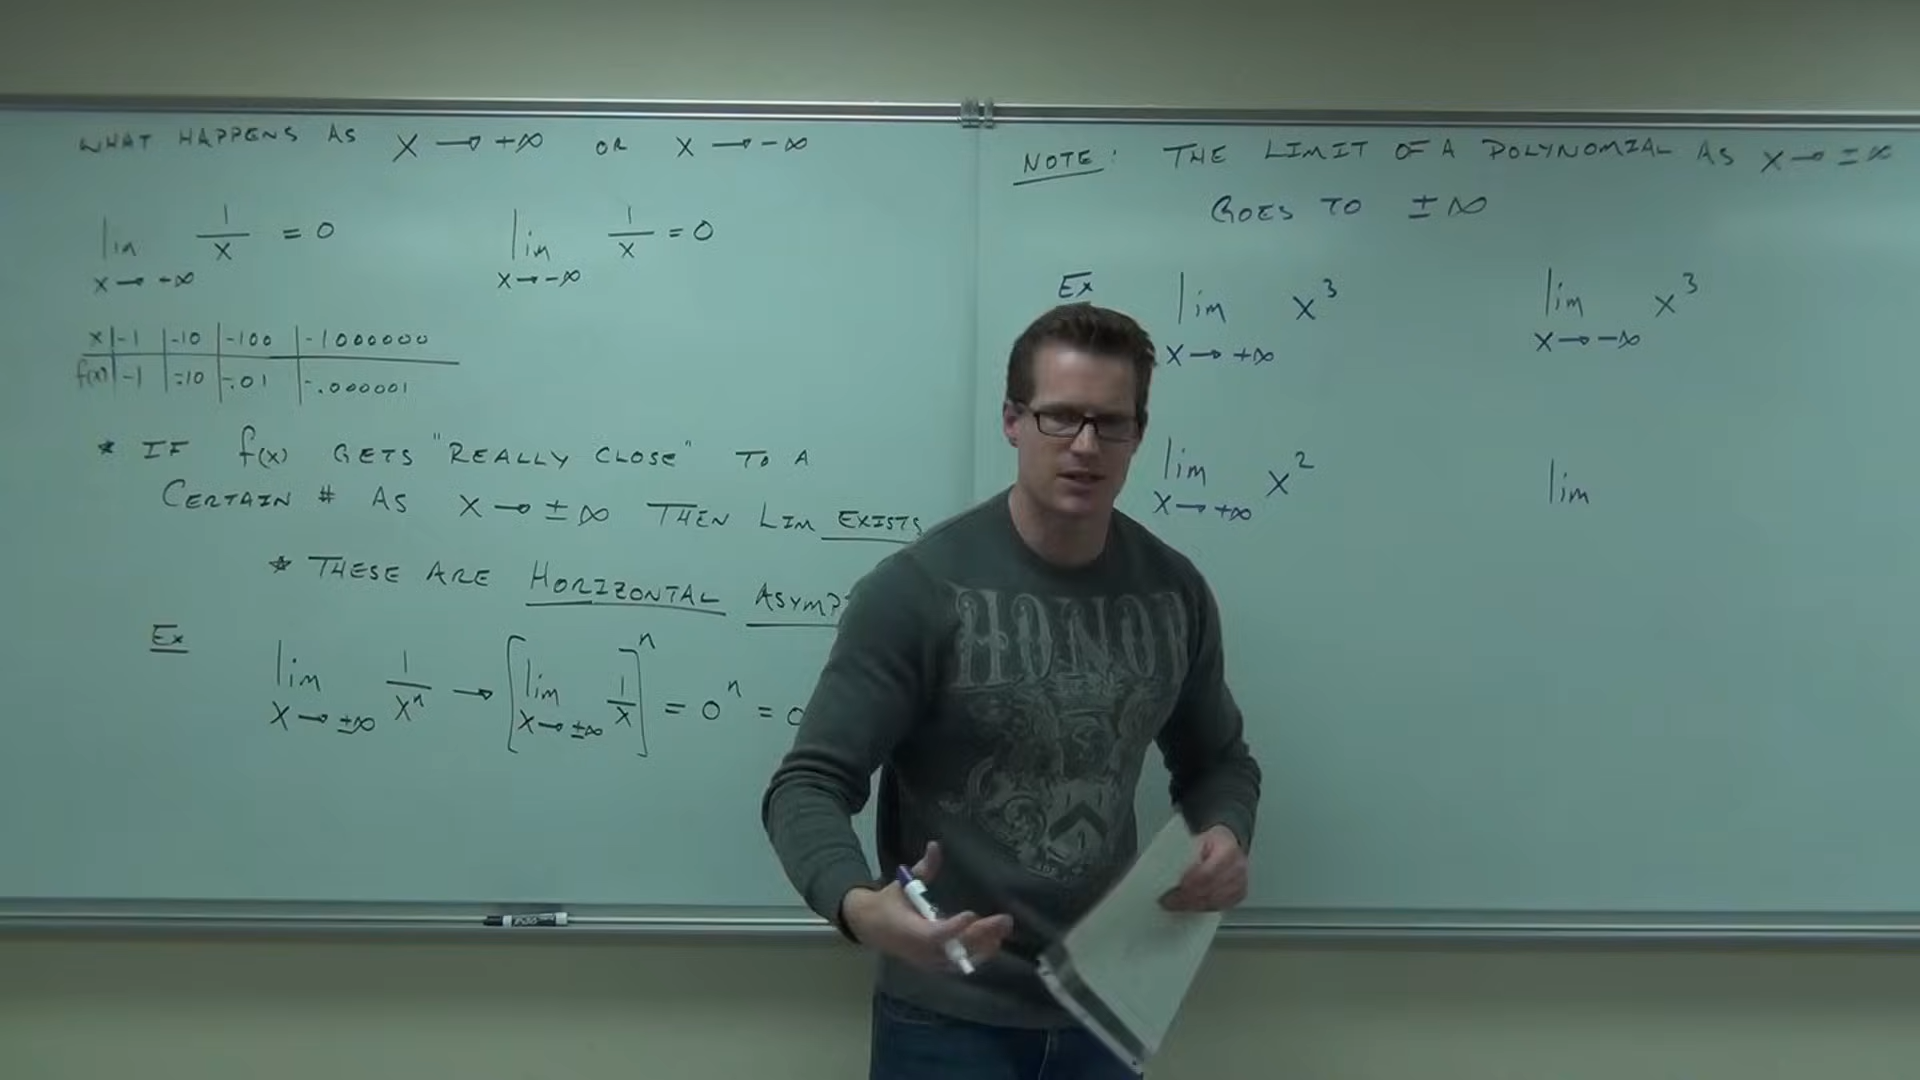 WHAT HAPPENS AS X → +∞ OR X → -∞
lim x → +∞ 1/x = 0
lim x → -∞ 1/x = 0
x | -1 | -10 | -100 | -1000000
f(x) | -1 | -.10 | -.01 | -.000001
* IF f(x) GETS "REALLY CLOSE" TO A
CERTAIN # AS X → ±∞ THEN LIM EXISTS
* THESE ARE HORIZONTAL ASYMP
Ex
lim X → ±∞ 1/xⁿ → [lim x → ±∞ 1/x]ⁿ = 0ⁿ = 0
NOTE: THE LIMIT OF A POLYNOMIAL AS X → ±∞
GOES TO ±∞
Ex
lim X → +∞ x³
lim X → -∞ x³
lim X → +∞ x²
lim
HONOR